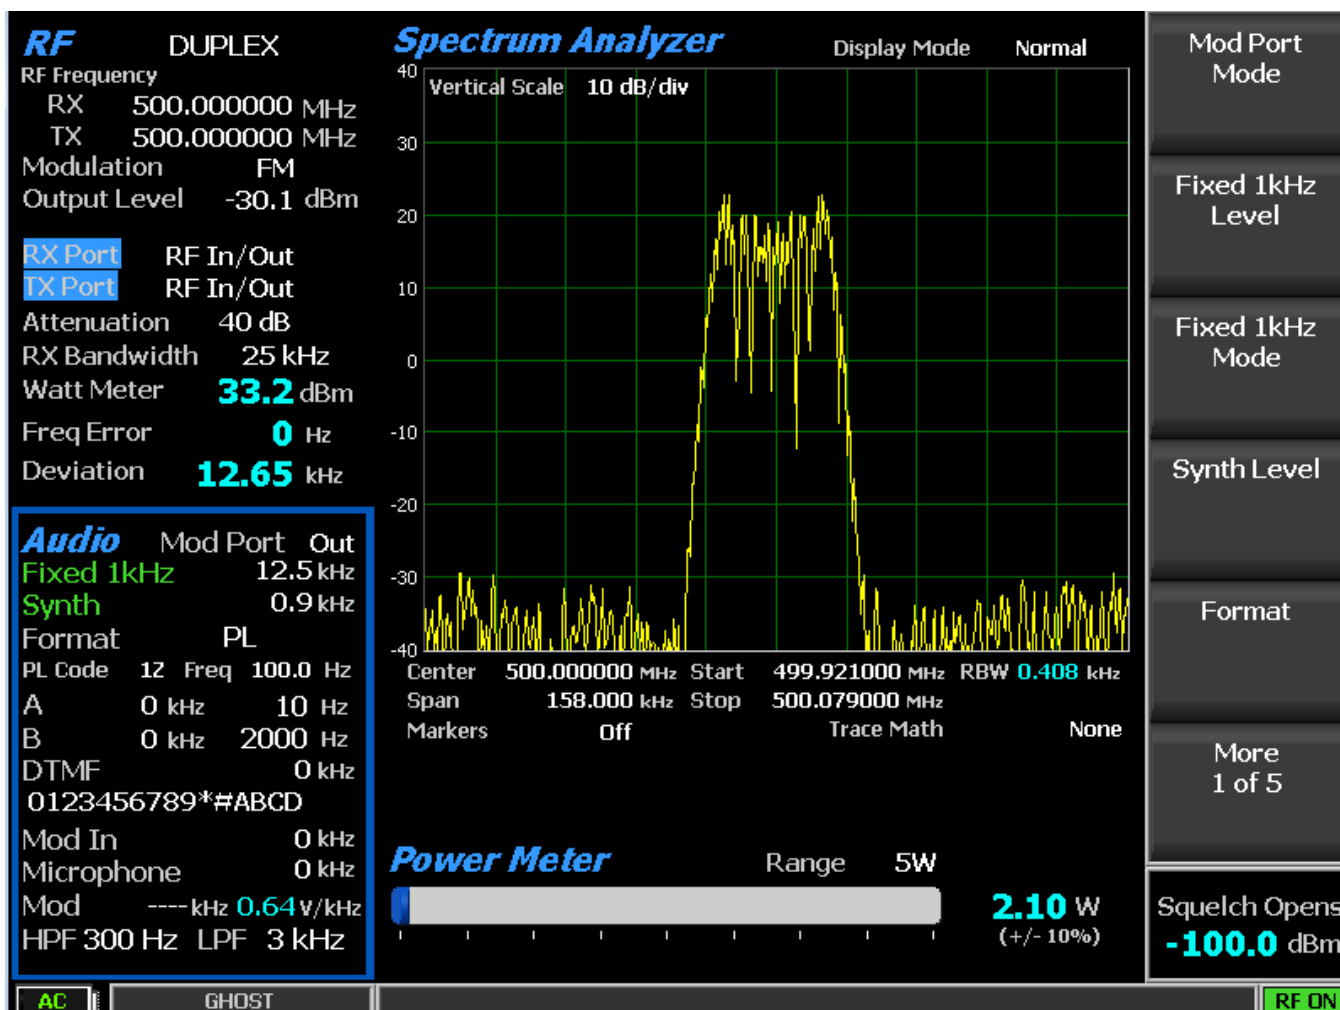 RF DUPLEX
RF Frequency
RX 500.000000 MHz
TX 500.000000 MHz
Modulation FM
Output Level -30.1 dBm
RX Port RF In/Out
TX Port RF In/Out
Attenuation 40 dB
RX Bandwidth 25 kHz
Watt Meter 33.2 dBm
Freq Error 0 Hz
Deviation 12.65 kHz
Audio Mod Port Out
Fixed 1kHz 12.5 kHz
Synth 0.9 kHz
Format PL
PL Code 1Z Freq 100.0 Hz
A 0 kHz 10 Hz
B 0 kHz 2000 Hz
DTMF 0 kHz
0123456789*#ABCD
Mod In 0 kHz
Microphone 0 kHz
Mod ----kHz 0.64 V/kHz
HPF 300 Hz LPF 3 kHz
Spectrum Analyzer Display Mode Normal
Vertical Scale 10 dB/div
40
30
20
10
0
-10
-20
-30
-40
Center 500.000000 MHz Start 499.921000 MHz RBW 0.408 kHz
Span 158.000 kHz Stop 500.079000 MHz
Markers Off Trace Math None
Power Meter Range 5W
2.10 W
(+/- 10%)
Mod Port
Mode
Fixed 1kHz
Level
Fixed 1kHz
Mode
Synth Level
Format
More
1 of 5
Squelch Opens
-100.0 dBm
AC GHOST RF ON